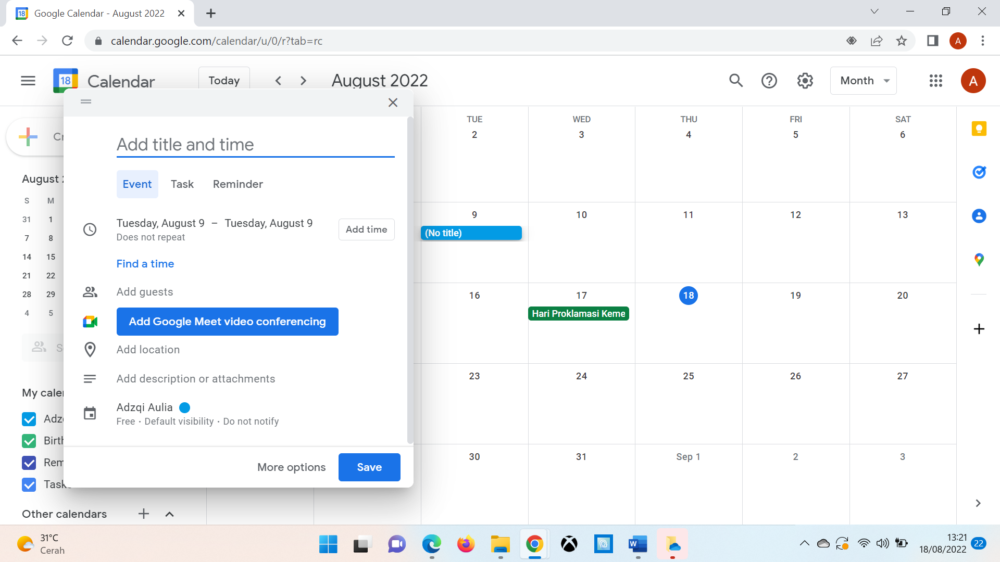 Google Calendar - August 2022
calendar.google.com/calendar/u/0/r?tab=rc
A
18
Calendar
Today
August 2022
Month
A
Add title and time
Event
Task
Reminder
Tuesday, August 9 – Tuesday, August 9
Does not repeat
Add time
Find a time
Add guests
Add Google Meet video conferencing
Add location
Add description or attachments
Adzqi Aulia
Free · Default visibility · Do not notify
More options
Save
August
S M
31 1
7 8
14 15
21 22
28 29
4 5
My
Other calendars
TUE WED THU FRI SAT
2 3 4 5 6
9 10 11 12 13
(No title)
16 17 18 19 20
Hari Proklamasi Keme
23 24 25 26 27
30 31 Sep 1 2 3
31°C
Cerah
13:21
18/08/2022
22